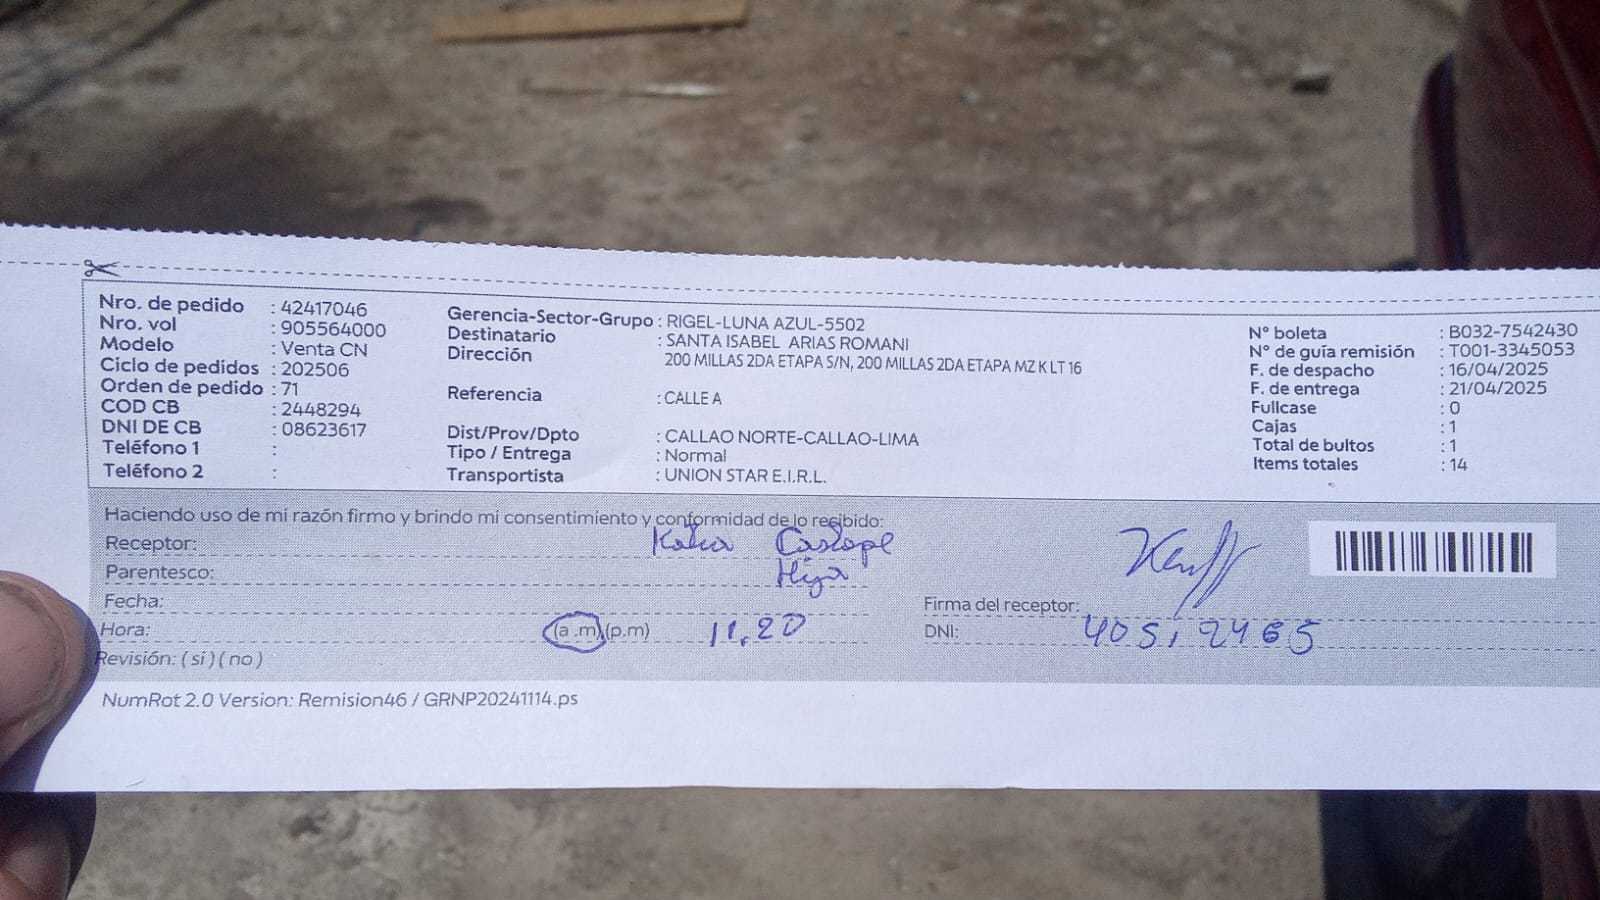 Nro. de pedido : 42417046
Nro. vol : 905564000
Modelo : Venta CN
Ciclo de pedidos : 202506
Orden de pedido : 71
COD CB : 2448294
DNI DE CB : 08623617
Teléfono 1 :
Teléfono 2 :
Gerencia-Sector-Grupo : RIGEL-LUNA AZUL-5502
Destinatario : SANTA ISABEL ARIAS ROMANI
Dirección 200 MILLAS 2DA ETAPA S/N, 200 MILLAS 2DA ETAPA MZ K LT 16
Referencia : CALLE A
Dist/Prov/Dpto : CALLAO NORTE-CALLAO-LIMA
Tipo / Entrega : Normal
Transportista : UNION STAR E.I.R.L.
N° boleta : B032-7542430
N° de guía remisión : T001-3345053
F. de despacho : 16/04/2025
F. de entrega : 21/04/2025
Fullcase : 0
Cajas : 1
Total de bultos : 1
Items totales : 14
Haciendo uso de mi razón firmo y brindo mi consentimiento y conformidad de lo recibido:
Receptor: Katia
Parentesco: Hija
Fecha:
Hora: (a.m) (p.m) 11,20
Revisión: ( si ) ( no )
Firma del receptor:
DNI: 40512465
NumRot 2.0 Version: Remision46 / GRNP20241114.ps